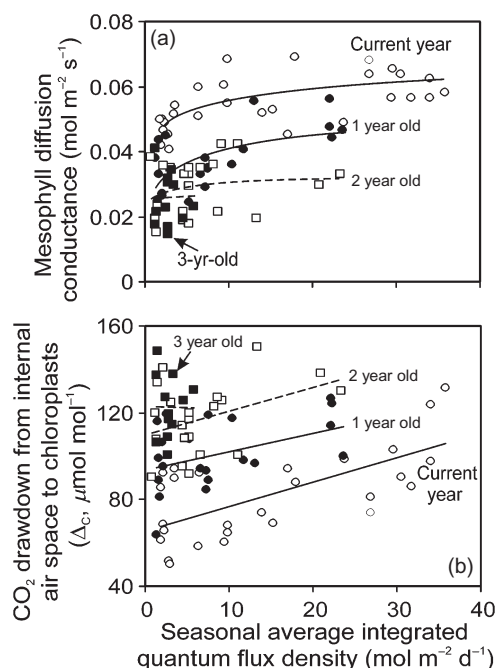 (a)
Current year
1 year old
2 year old
3-yr-old
0.08
0.06
0.04
0.02
0
Mesophyll diffusion
conductance (mol m⁻² s⁻¹)
160
120
80
40
3 year old
2 year old
1 year old
Current
year
(b)
CO₂ drawdown from internal
air space to chloroplasts
(Δ_C, μmol mol⁻¹)
0 10 20 30 40
Seasonal average integrated
quantum flux density (mol m⁻² d⁻¹)